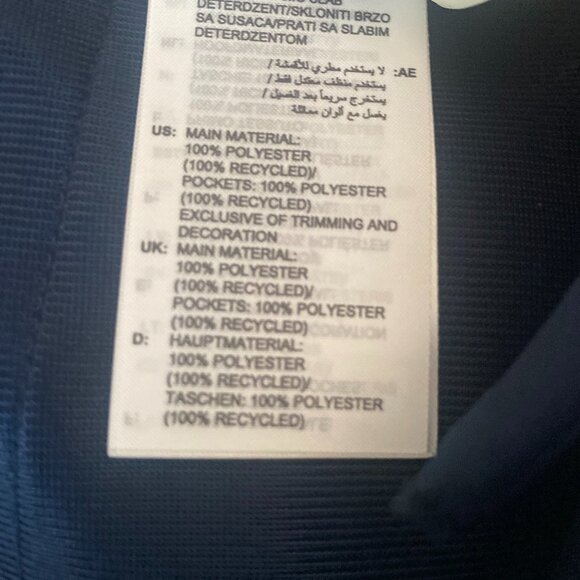 DETERDZENT/SKLONITI BRZO
SA SUSACA/PRATI SA SLABIM
DETERDZENTOM
AE: لا يستخدم مطري للأقمشة /
يستخدم منظف معتدل فقط /
يستخرج سريعا بعد الغسيل /
يغسل مع ألوان مماثلة
US: MAIN MATERIAL:
100% POLYESTER
(100% RECYCLED)/
POCKETS: 100% POLYESTER
(100% RECYCLED)
EXCLUSIVE OF TRIMMING AND
DECORATION
UK: MAIN MATERIAL:
100% POLYESTER
(100% RECYCLED)/
POCKETS: 100% POLYESTER
(100% RECYCLED)
D: HAUPTMATERIAL:
100% POLYESTER
(100% RECYCLED)/
TASCHEN: 100% POLYESTER
(100% RECYCLED)